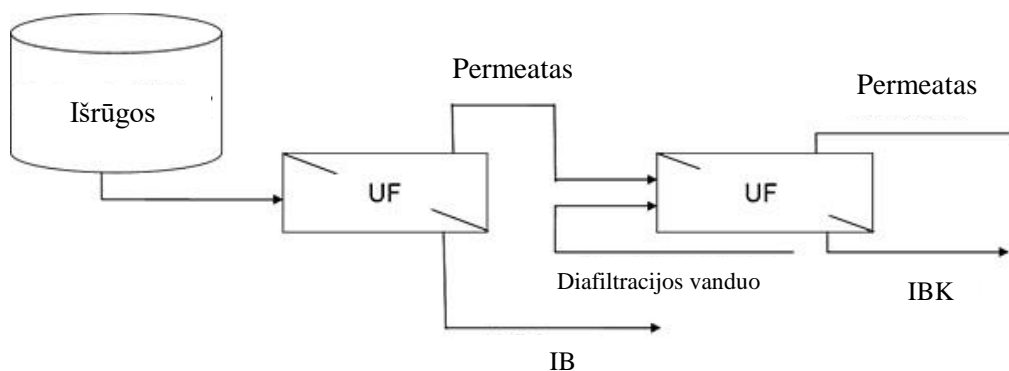 Permeatas
Permeatas
Išrūgos
UF
UF
Diafiltracijos vanduo
IBK
IB